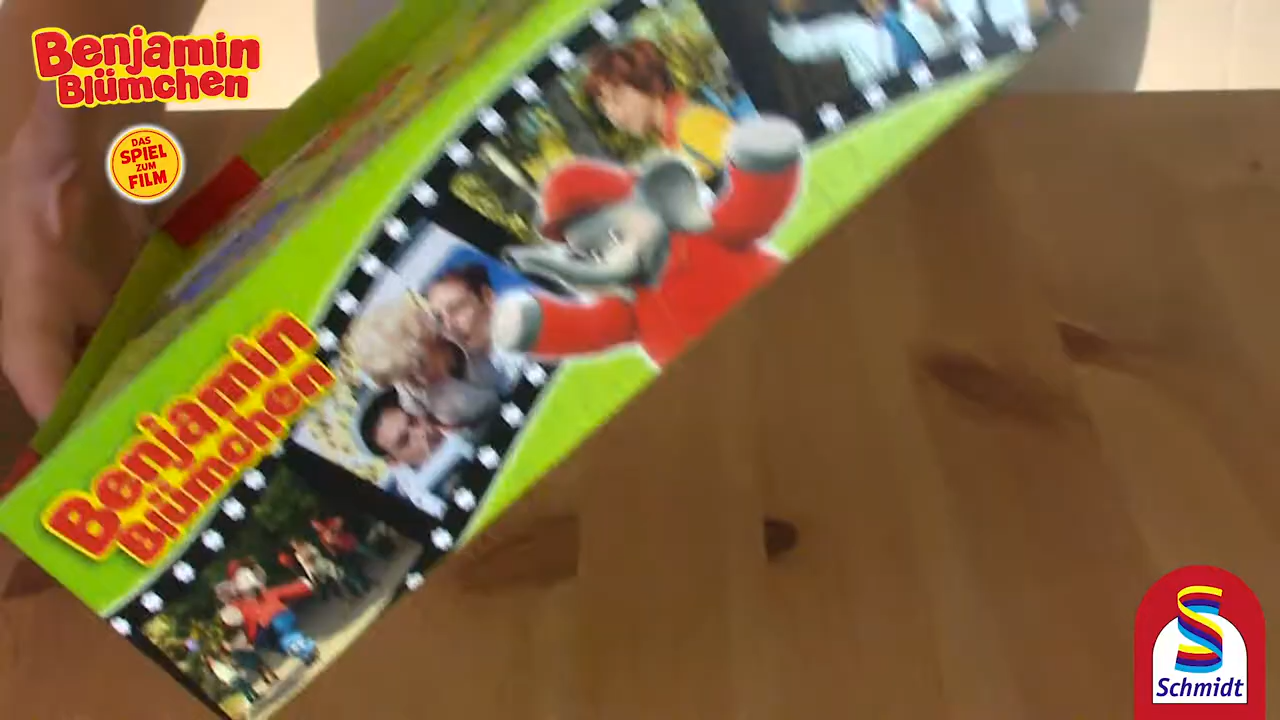 Benjamin
Blümchen
DAS
SPIEL
ZUM
FILM
Benjamin
Blümchen
Schmidt